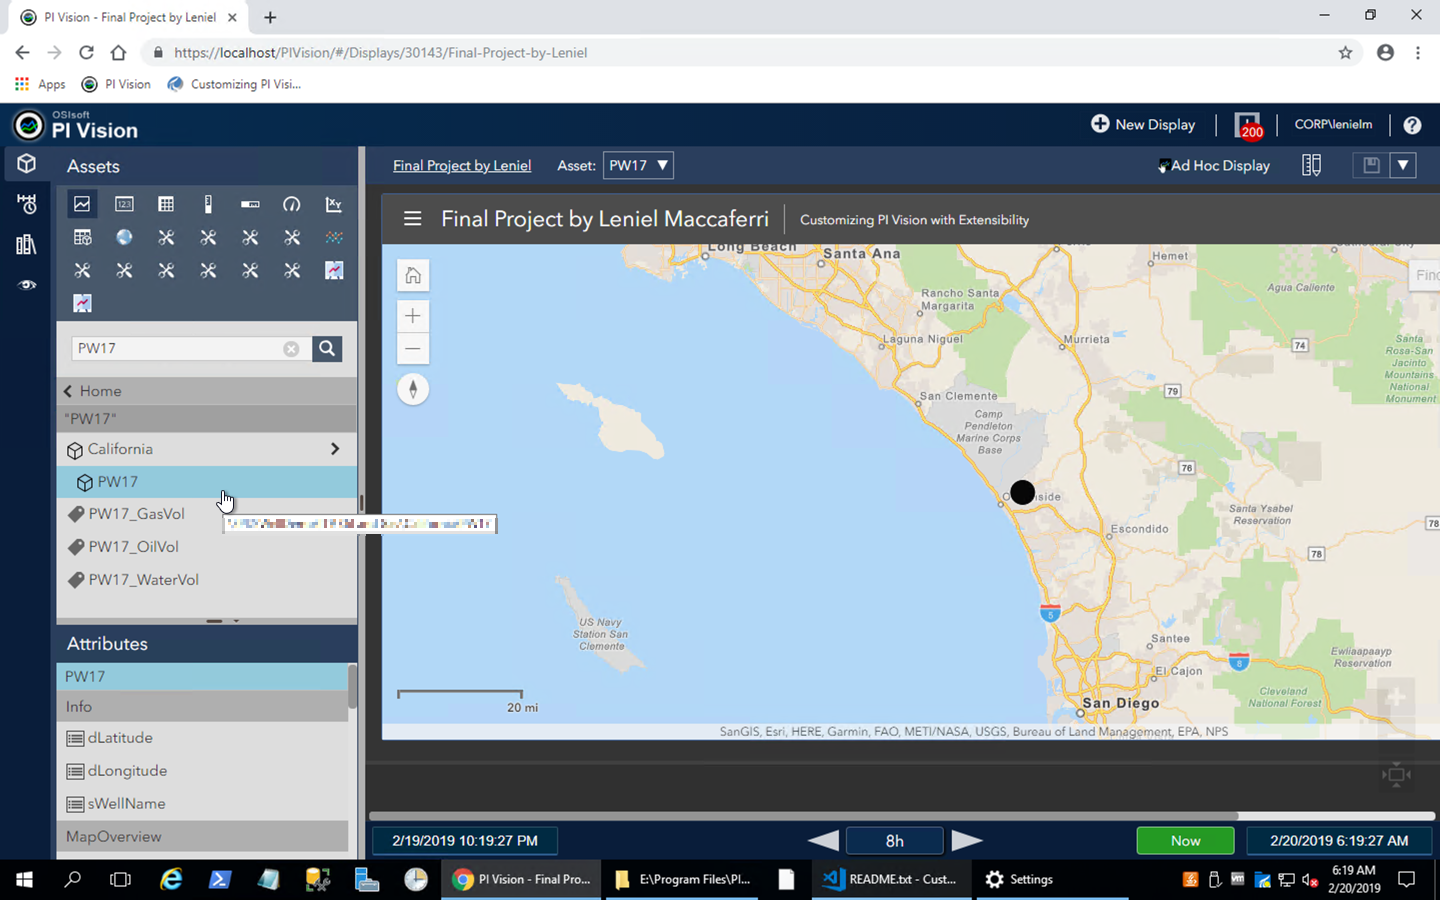 PI Vision - Final Project by Leniel
https://localhost/PIVision/#/Displays/30143/Final-Project-by-Leniel
Apps
PI Vision
Customizing PI Visi...
OSIsoft
PI Vision
New Display
200
CORP\lenielm
Assets
Final Project by Leniel
Asset:
PW17
Ad Hoc Display
123
XY
Final Project by Leniel Maccaferri
Customizing PI Vision with Extensibility
PW17
Home
"PW17"
California
PW17
PW17_GasVol
PW17_OilVol
PW17_WaterVol
Attributes
PW17
Info
dLatitude
dLongitude
sWellName
MapOverview
Long Beach
Santa Ana
Hemet
Find
Agua Caliente
Rancho Santa
Margarita
Laguna Niguel
Murrieta
74
Santa
Rosa-San
Jacinto
Mountains
National
Monument
79
San Clemente
Camp
Pendleton
Marine Corps
Base
76
Santa Ysabel
Reservation
78
Escondido
78
US Navy
Station San
Clemente
5
Santee
8
Ewiiaapaayp
Reservation
El Cajon
Cleveland
National Forest
San Diego
20 mi
SanGIS, Esri, HERE, Garmin, FAO, METI/NASA, USGS, Bureau of Land Management, EPA, NPS
2/19/2019 10:19:27 PM
8h
Now
2/20/2019 6:19:27 AM
PI Vision - Final Pro...
E:\Program Files\PI...
README.txt - Cust...
Settings
6:19 AM
2/20/2019